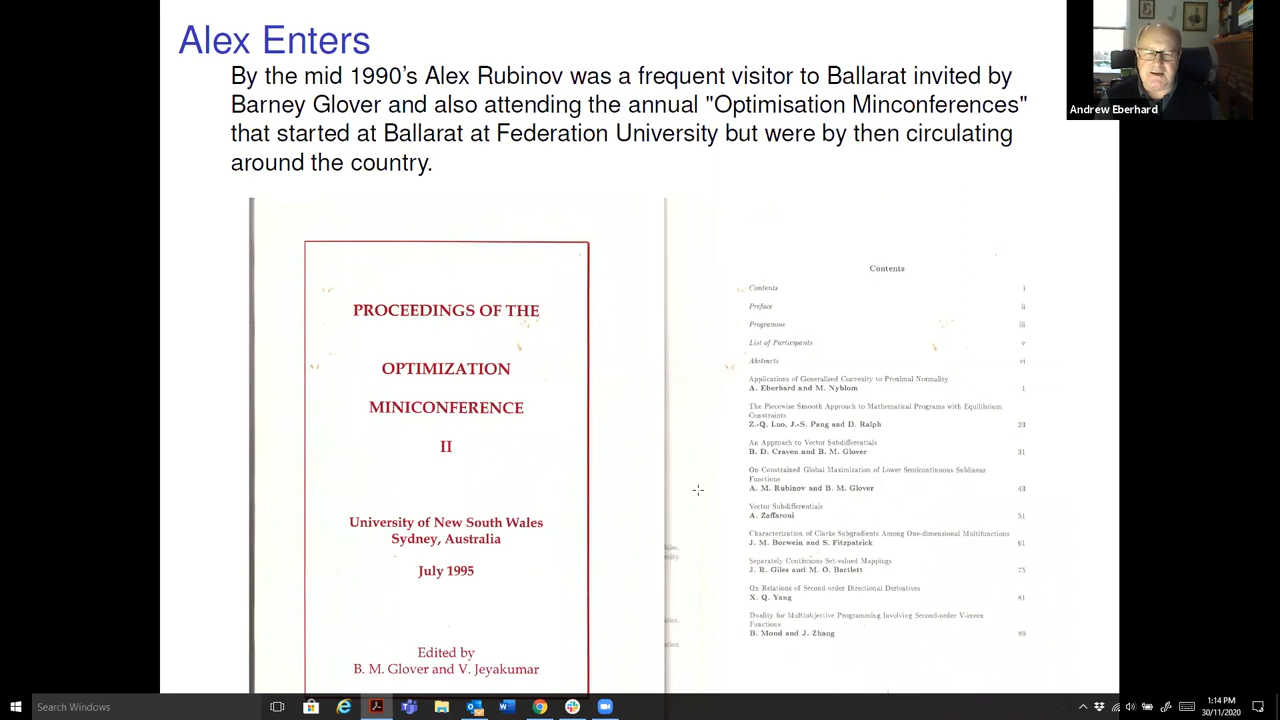 Alex Enters
By the mid 1990's Alex Rubinov was a frequent visitor to Ballarat invited by
Barney Glover and also attending the annual "Optimisation Minconferences"
that started at Ballarat at Federation University but were by then circulating
around the country.
Andrew Eberhard
PROCEEDINGS OF THE
OPTIMIZATION
MINICONFERENCE
II
University of New South Wales
Sydney, Australia
July 1995
Edited by
B. M. Glover and V. Jeyakumar
Contents
Contents i
Preface ii
Programme iii
List of Participants v
Abstracts vi
Applications of Generalized Convexity to Proximal Normality
A. Eberhard and M. Nyblom 1
The Piecewise Smooth Approach to Mathematical Programs with Equilibrium
Constraints
Z.-Q. Luo, J.-S. Pang and D. Ralph 23
An Approach to Vector Subdifferentials
B. D. Craven and B. M. Glover 31
On Constrained Global Maximization of Lower Semicontinuous Sublinear
Functions
A. M. Rubinov and B. M. Glover 43
Vector Subdifferentials
A. Zaffaroni 51
Characterization of Clarke Subgradients Among One-dimensional Multifunctions
J. M. Borwein and S. Fitzpatrick 61
Separately Continuous Set-valued Mappings
J. R. Giles and M. O. Bartlett 75
On Relations of Second-order Directional Derivatives
X. Q. Yang 81
Duality for Multiobjective Programming Involving Second-order V-invex
Functions
B. Mond and J. Zhang 89
Search Windows
1:14 PM
30/11/2020